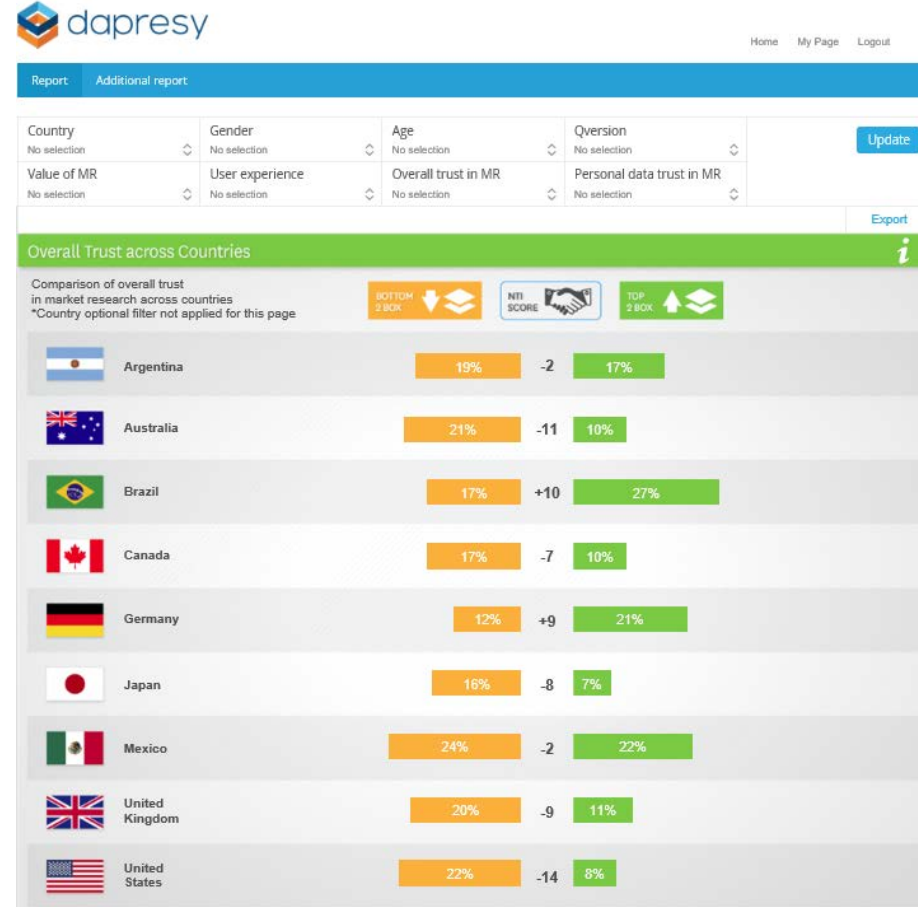 dapresy
Home My Page Logout
Report Additional report
Country Gender Age Qversion
No selection No selection No selection No selection
Update
Value of MR User experience Overall trust in MR Personal data trust in MR
No selection No selection No selection No selection
Export
Overall Trust across Countries i
Comparison of overall trust
in market research across countries
*Country optional filter not applied for this page
BOTTOM
2 BOX
NTI
SCORE
TOP
2 BOX
Argentina 19% -2 17%
Australia 21% -11 10%
Brazil 17% +10 27%
Canada 17% -7 10%
Germany 12% +9 21%
Japan 16% -8 7%
Mexico 24% -2 22%
United
Kingdom
20% -9 11%
United
States
22% -14 8%